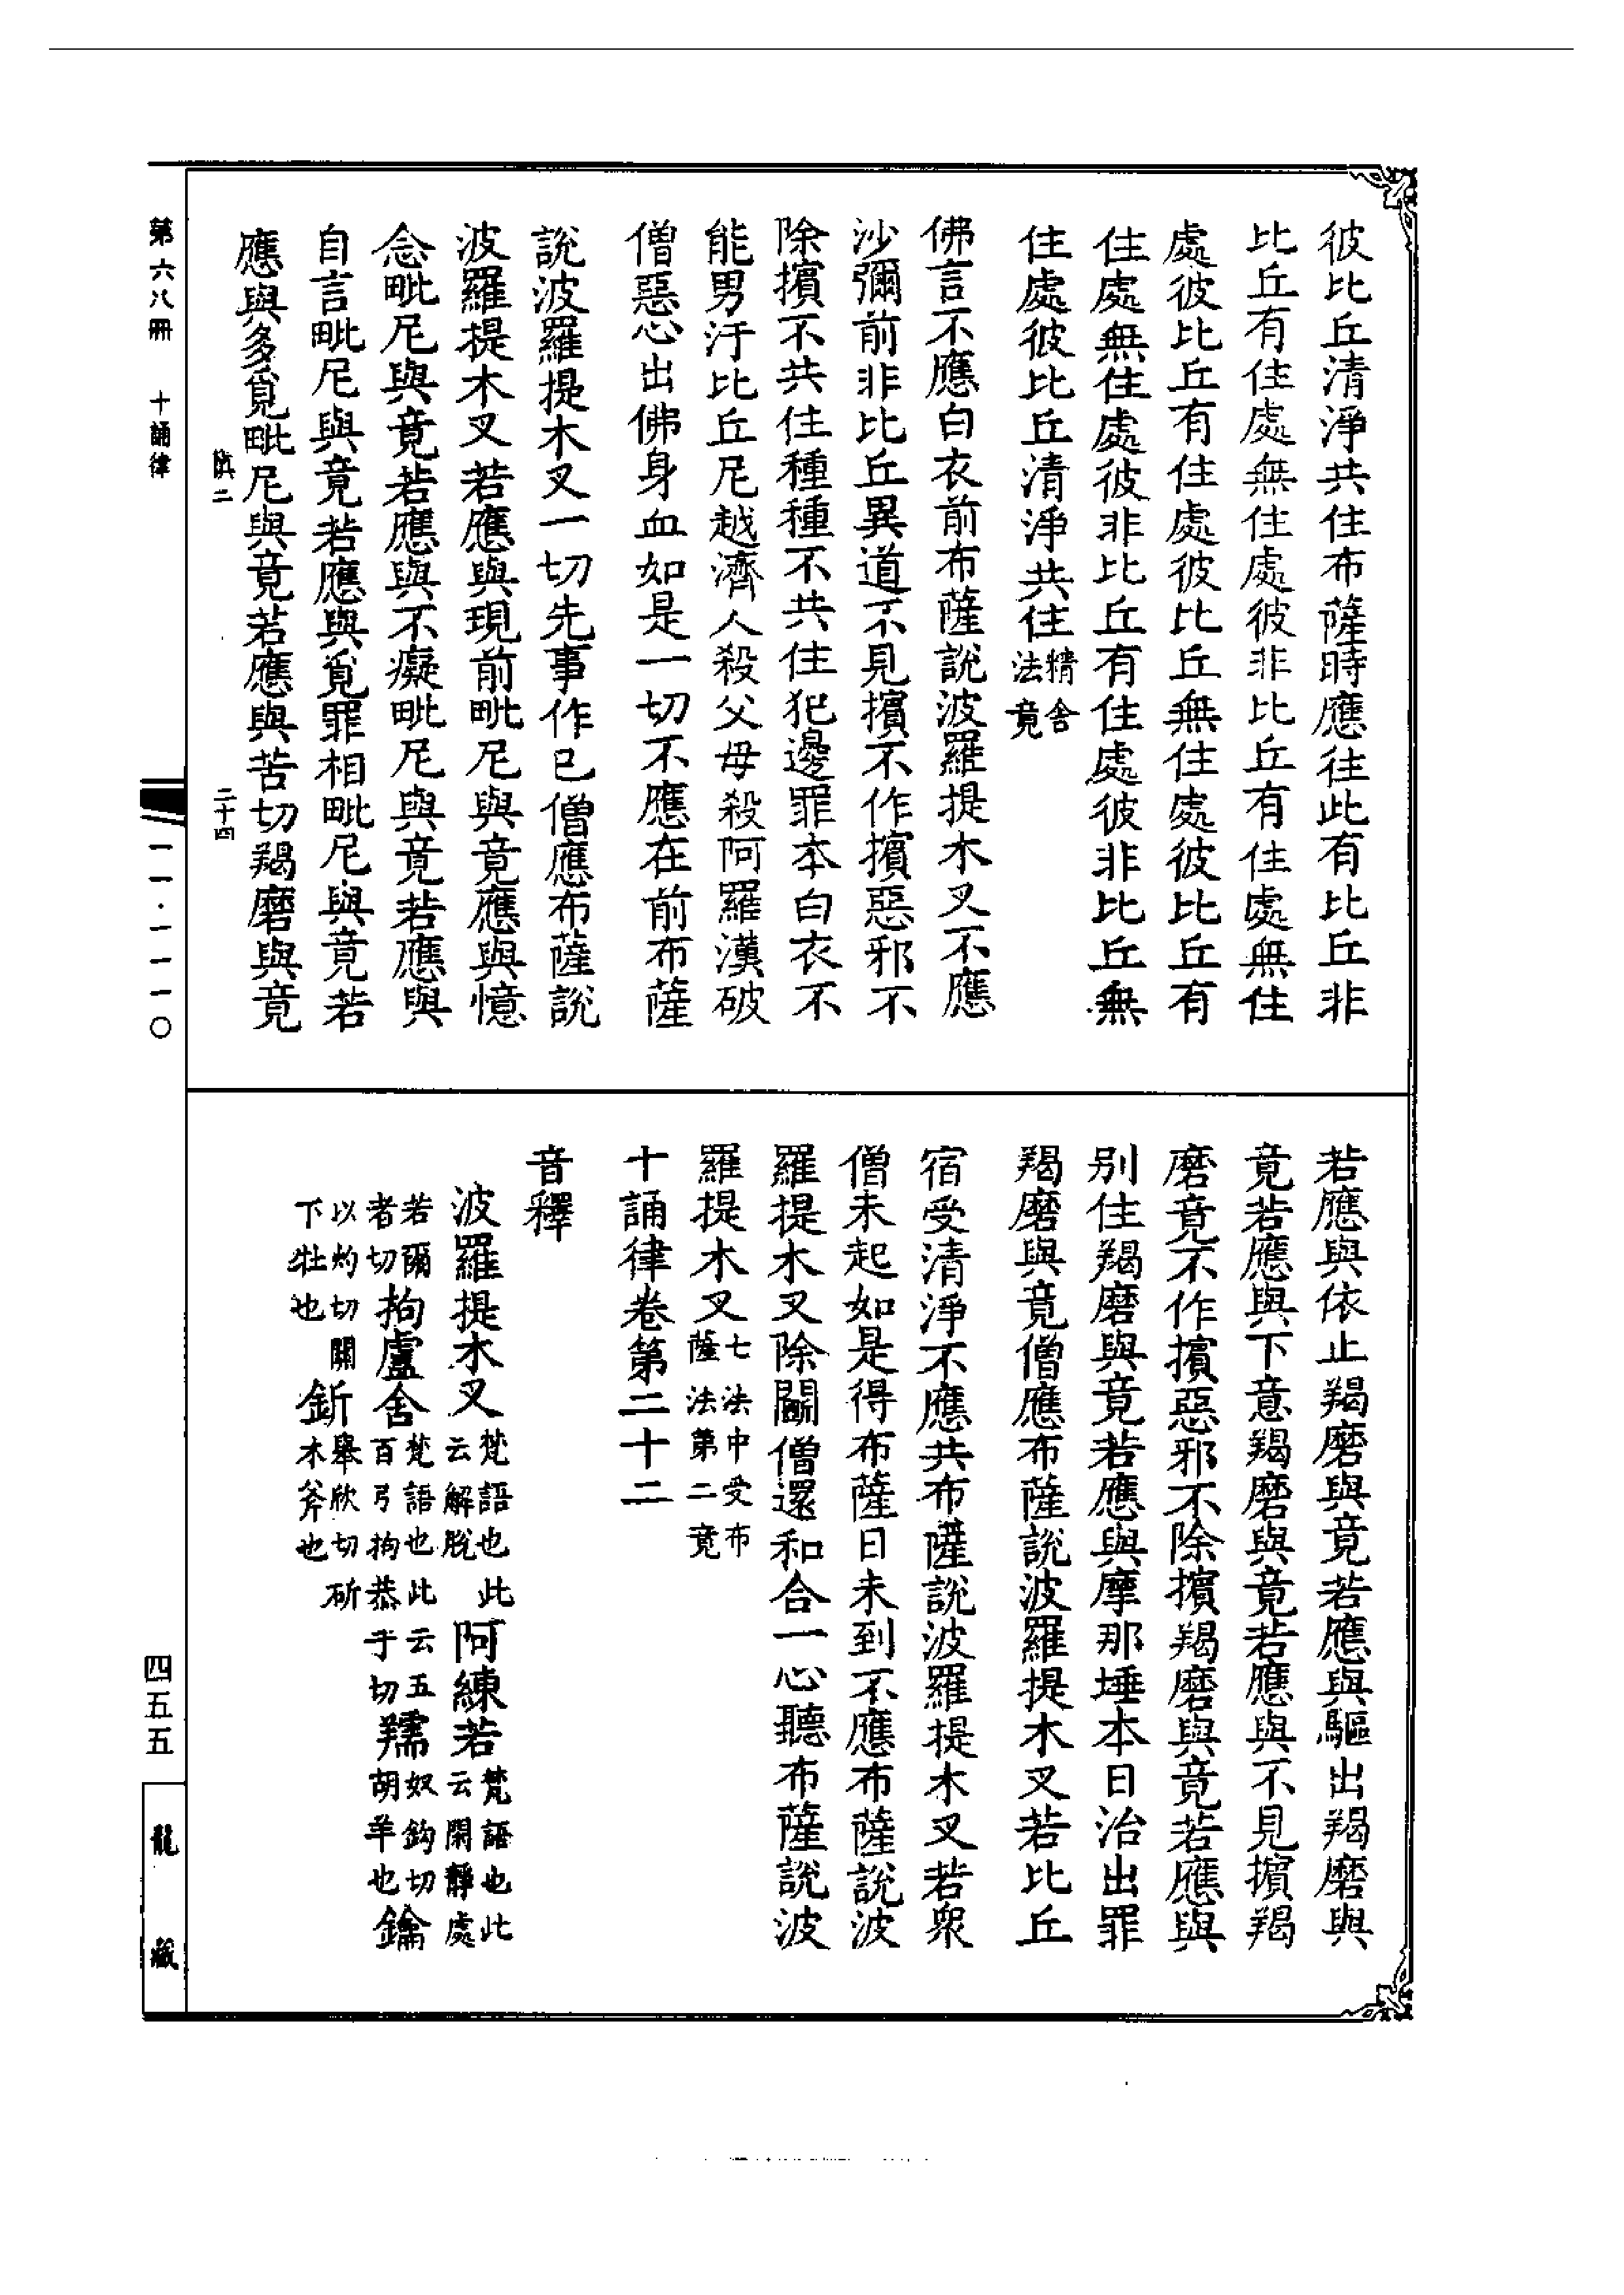 彼比丘清淨共住布薩時應往此有比丘非
比丘有住處無住處彼非比丘有住處無住
處彼比丘有住處彼比丘無住處彼比丘有
住處無住處彼非比丘有住處彼非比丘無
住處彼比丘清淨共住精舍法竟
佛言不應白衣前布薩說波羅提木叉不應
沙彌前非比丘異道不見擯不作擯惡邪不
除擯不共住種種不共住犯邊罪本白衣不
能男汙比丘尼越濟人殺父母殺阿羅漢破
僧惡心出佛身血如是一切不應在前布薩
說波羅提木叉一切先事作已僧應布薩說
波羅提木叉若應與現前毗尼與竟應與憶
念毗尼與竟若應與不癡毗尼與竟若應與
自言毗尼與竟若應與覓罪相毗尼與竟若
應與多覓毗尼與竟若應與苦切羯磨與竟
二十四
若應與依止羯磨與竟若應與驅出羯磨與
竟若應與下意羯磨與竟若應與不見擯羯
磨竟不作擯惡邪不除擯羯磨與竟若應與
別住羯磨與竟若應與摩那埵本日治出罪
羯磨與竟僧應布薩說波羅提木叉若比丘
宿受清淨不應共布薩說波羅提木叉若眾
僧未起如是得布薩日未到不應布薩說波
羅提木叉除鬬僧還和合一心聽布薩說波
羅提木叉七法中受布薩法第二竟
十誦律卷第二十二
音釋
波羅提木叉梵語也此云解脫 阿練若梵語也此云閑靜處
若爾者切 拘盧舍梵語也此云五百弓拘恭于切 羺奴鈎切胡羊也 鑰
以灼切關下牡也 釿舉欣切斫木斧也
第六八冊 十誦律
一一·一一一〇
四五五
龍藏